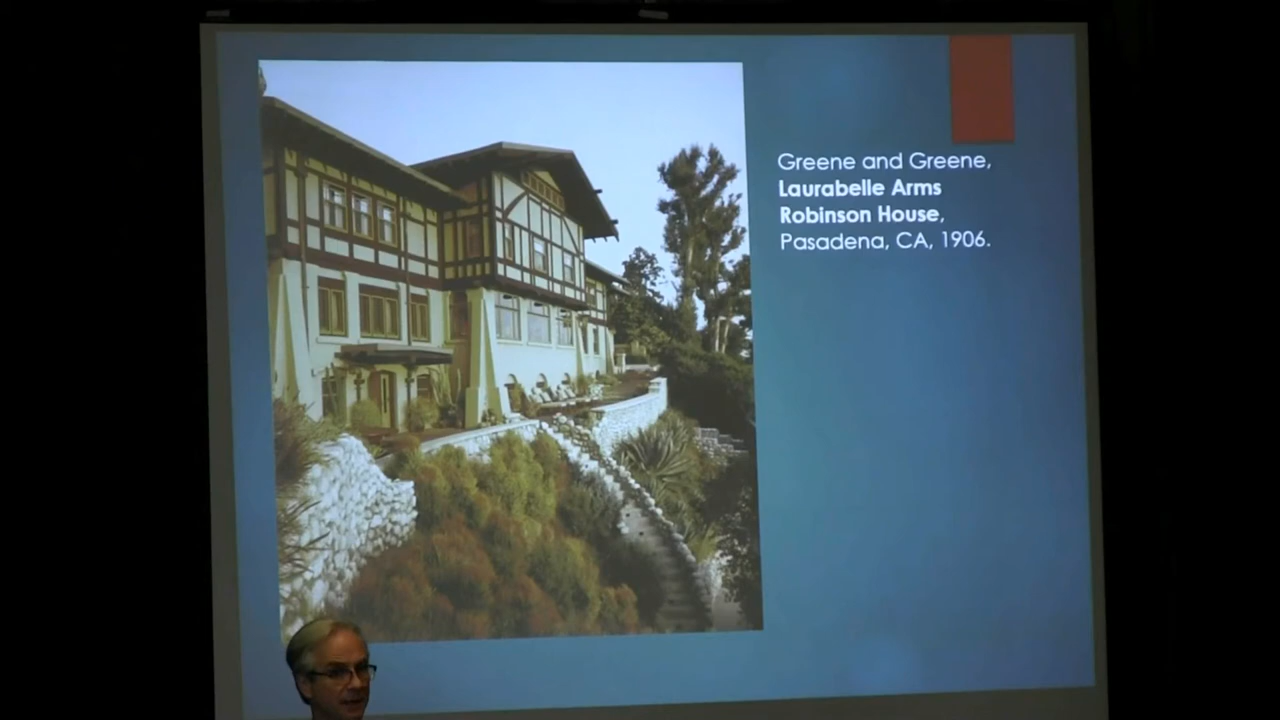 Greene and Greene,
Laurabelle Arms
Robinson House,
Pasadena, CA, 1906.